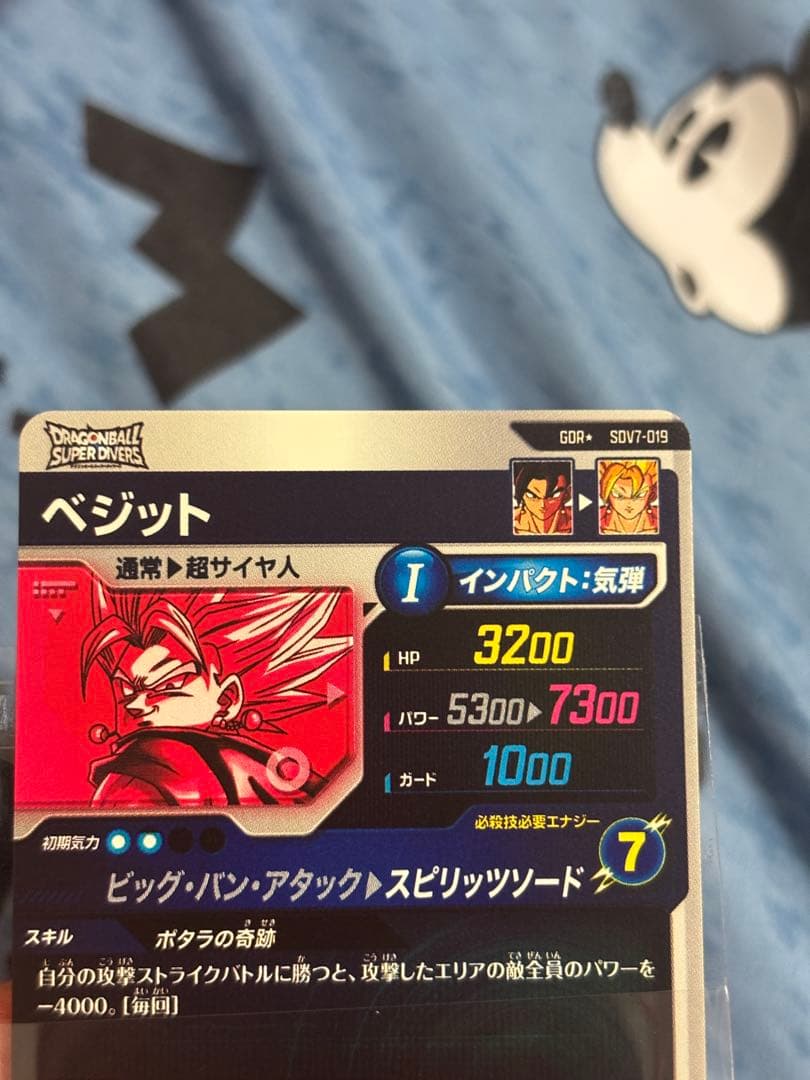 DRAGONBALL
SUPER DIVERS
GDR★ SDV7-019
ベジット
通常▶超サイヤ人
I インパクト:気弾
HP 3200
パワー 5300▶7300
ガード 1000
初期気力
必殺技必要エナジー
7
ビッグ・バン・アタック▶スピリッツソード
スキル ポタラの奇跡
自分の攻撃ストライクバトルに勝つと、攻撃したエリアの敵全員のパワーを
-4000。[毎回]